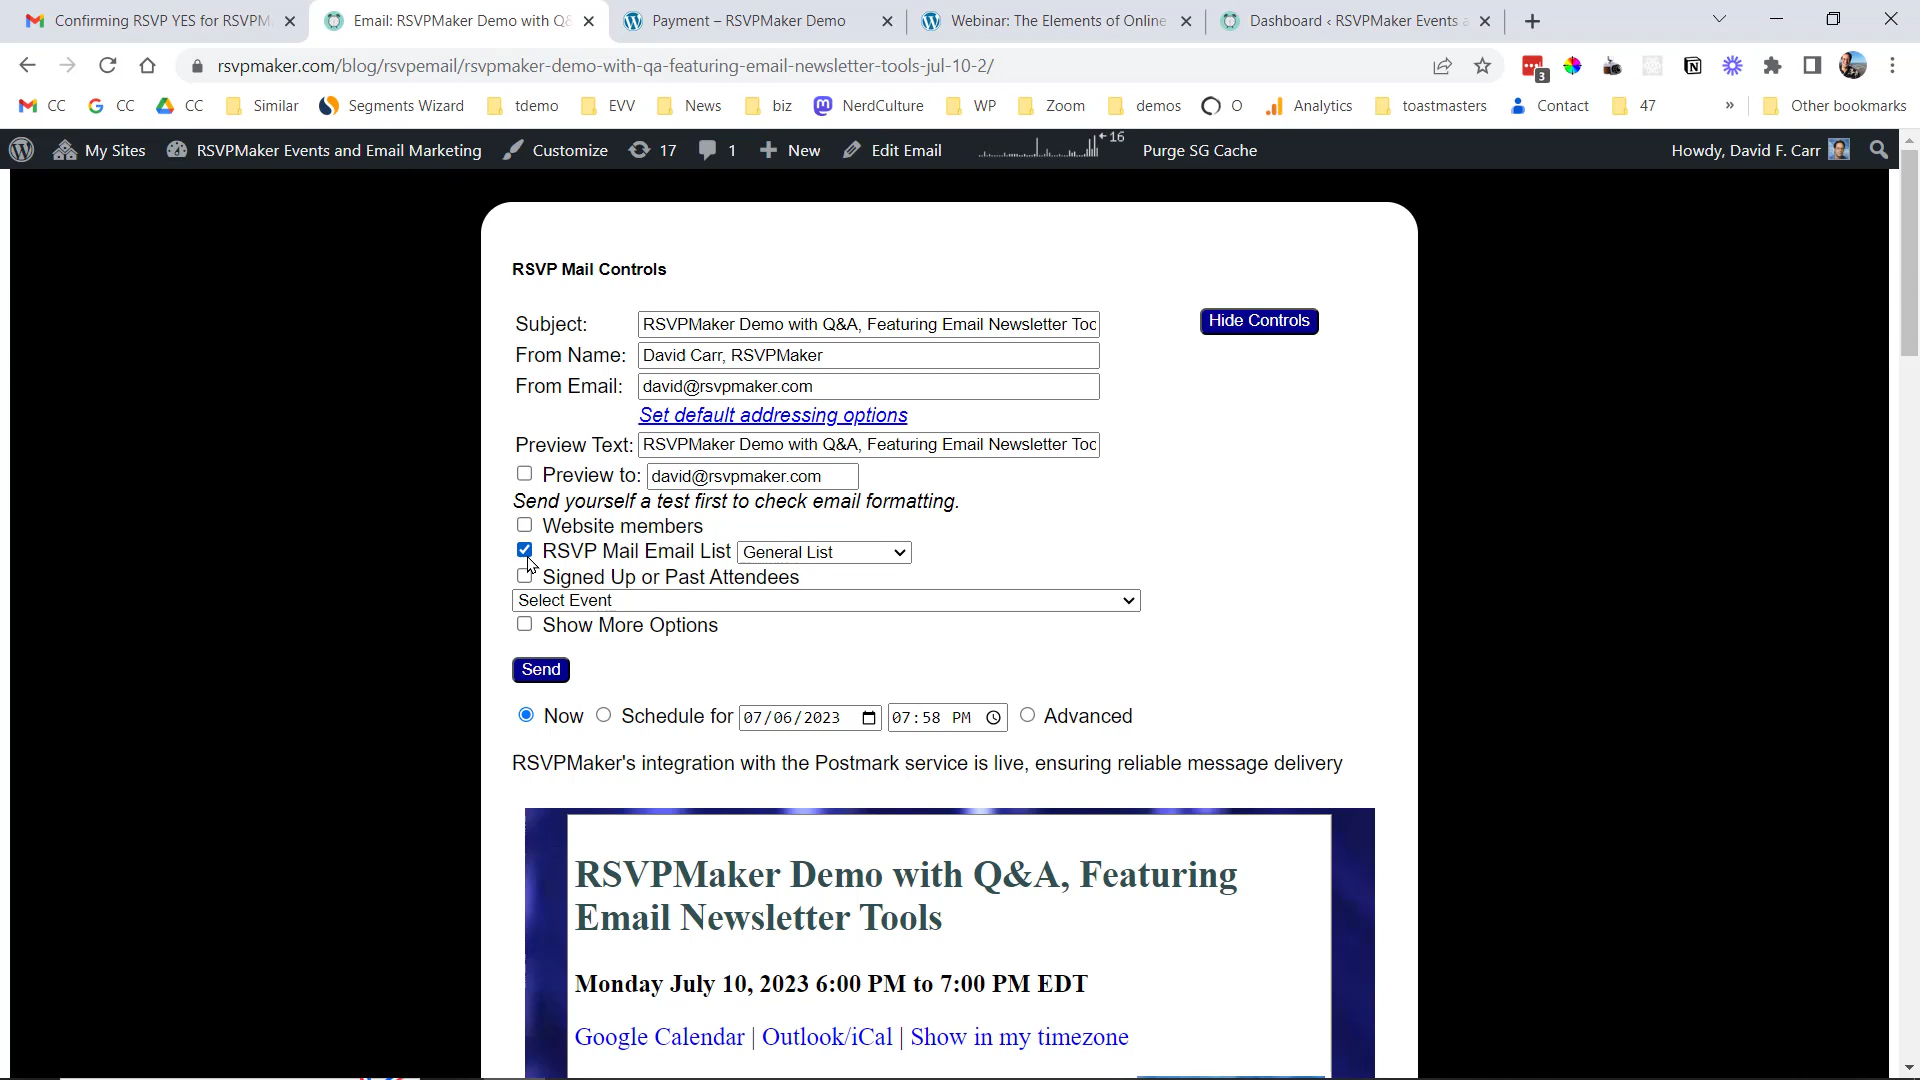 Confirming RSVP YES for RSVPM
Email: RSVPMaker Demo with Q&
Payment – RSVPMaker Demo
Webinar: The Elements of Online
Dashboard ‹ RSVPMaker Events a
rsvpmaker.com/blog/rsvpemail/rsvpmaker-demo-with-qa-featuring-email-newsletter-tools-jul-10-2/
3
CC
CC
CC
Similar
Segments Wizard
tdemo
EVV
News
biz
NerdCulture
WP
Zoom
demos
O
Analytics
toastmasters
Contact
47
»
Other bookmarks
My Sites
RSVPMaker Events and Email Marketing
Customize
17
1
New
Edit Email
16
Purge SG Cache
Howdy, David F. Carr
RSVP Mail Controls
Subject: RSVPMaker Demo with Q&A, Featuring Email Newsletter Toc
Hide Controls
From Name: David Carr, RSVPMaker
From Email: david@rsvpmaker.com
Set default addressing options
Preview Text: RSVPMaker Demo with Q&A, Featuring Email Newsletter Toc
Preview to: david@rsvpmaker.com
Send yourself a test first to check email formatting.
Website members
RSVP Mail Email List General List
Signed Up or Past Attendees
Select Event
Show More Options
Send
Now Schedule for 07/06/2023 07:58 PM Advanced
RSVPMaker's integration with the Postmark service is live, ensuring reliable message delivery
RSVPMaker Demo with Q&A, Featuring
Email Newsletter Tools
Monday July 10, 2023 6:00 PM to 7:00 PM EDT
Google Calendar | Outlook/iCal | Show in my timezone